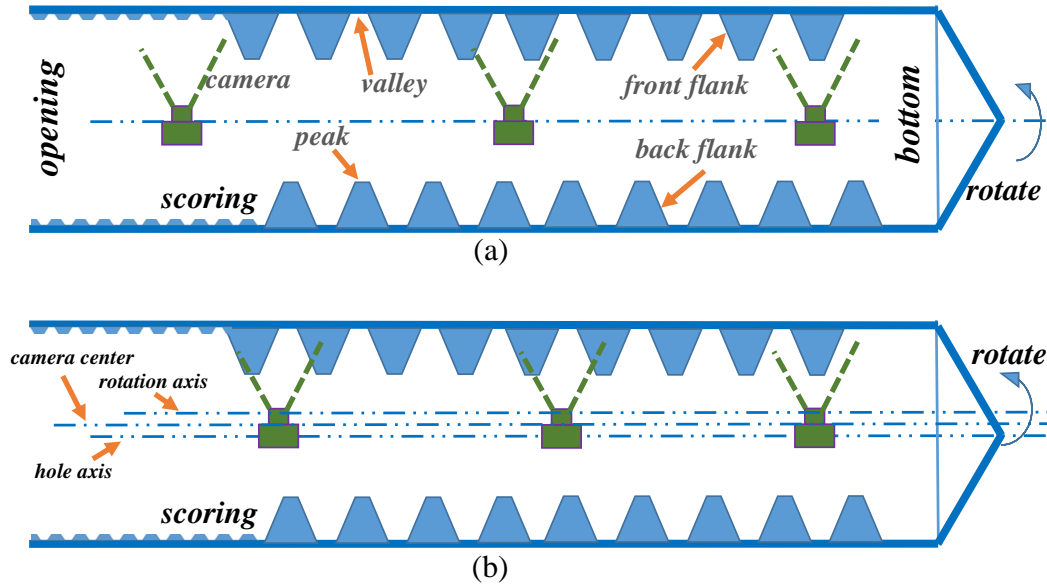 opening
camera
valley
front flank
bottom
peak
back flank
scoring
rotate
(a)
camera center
rotation axis
rotate
hole axis
scoring
(b)